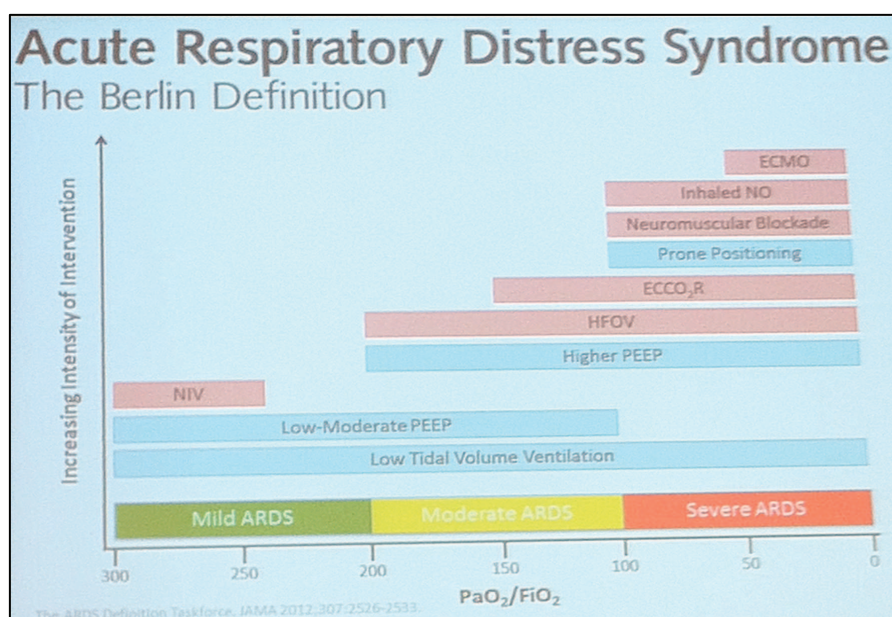 Acute Respiratory Distress Syndrome
The Berlin Definition
Increasing Intensity of Intervention
ECMO
Inhaled NO
Neuromuscular Blockade
Prone Positioning
ECCO₂R
HFOV
Higher PEEP
NIV
Low-Moderate PEEP
Low Tidal Volume Ventilation
Mild ARDS
Moderate ARDS
Severe ARDS
300
250
200
150
100
50
0
PaO₂/FiO₂
The ARDS Definition Taskforce. JAMA 2012;307:2526-2533.